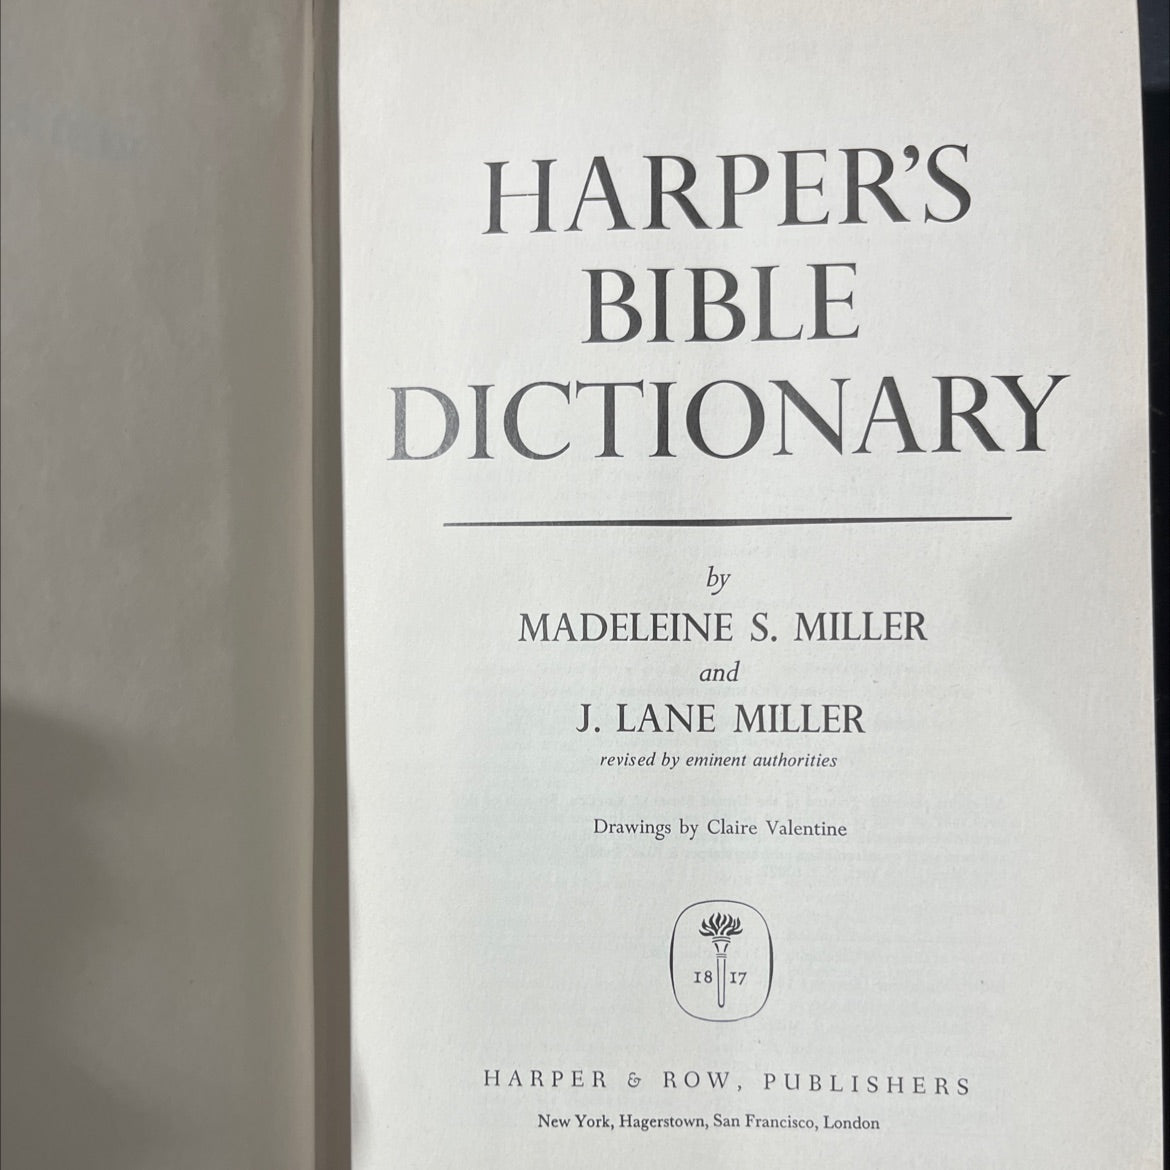 HARPER'S
BIBLE
DICTIONARY
by
MADELEINE S. MILLER
and
J. LANE MILLER
revised by eminent authorities
Drawings by Claire Valentine
18 17
HARPER & ROW, PUBLISHERS
New York, Hagerstown, San Francisco, London